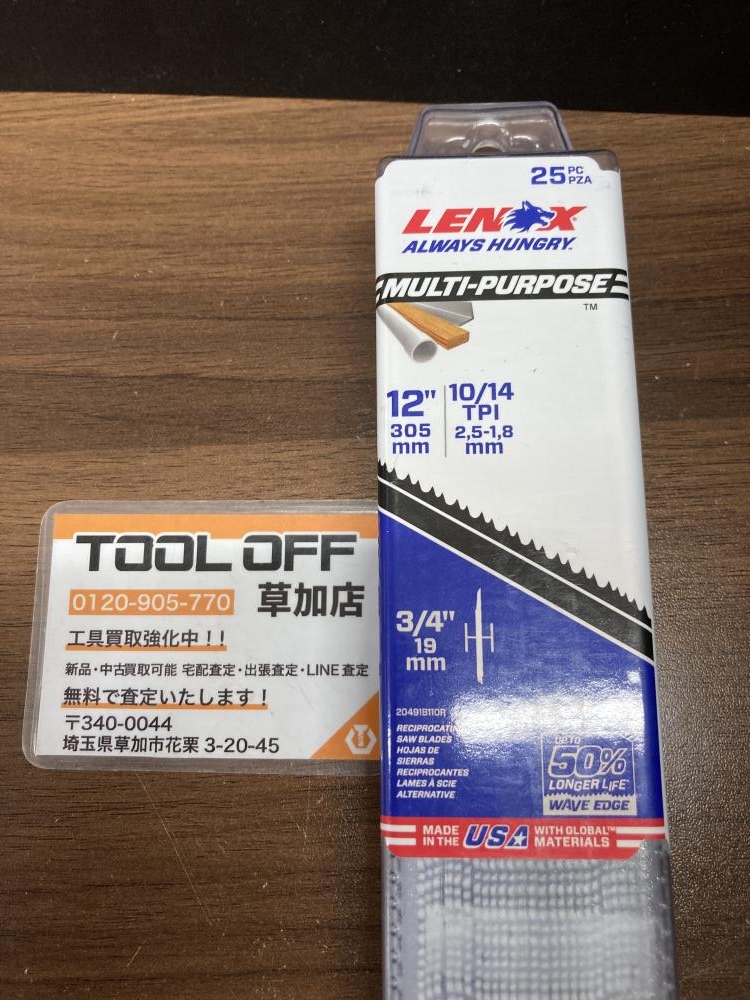 25 PC PZA
LENOX
ALWAYS HUNGRY.
MULTI-PURPOSE
TM
12"
305
mm
10/14
TPI
2,5-1,8
mm
3/4"
19
mm
20491B110R
RECIPROCATING
SAW BLADES
HOJAS DE
SIERRAS
RECIPROCANTES
LAMES À SCIE
ALTERNATIVE
UP TO
50%
LONGER LIFE
WAVE EDGE
MADE IN THE USA WITH GLOBAL™ MATERIALS
TOOL OFF
0120-905-770 草加店
工具買取強化中!!
新品・中古買取可能 宅配査定・出張査定・LINE査定
無料で査定いたします!
〒340-0044
埼玉県草加市花栗 3-20-45